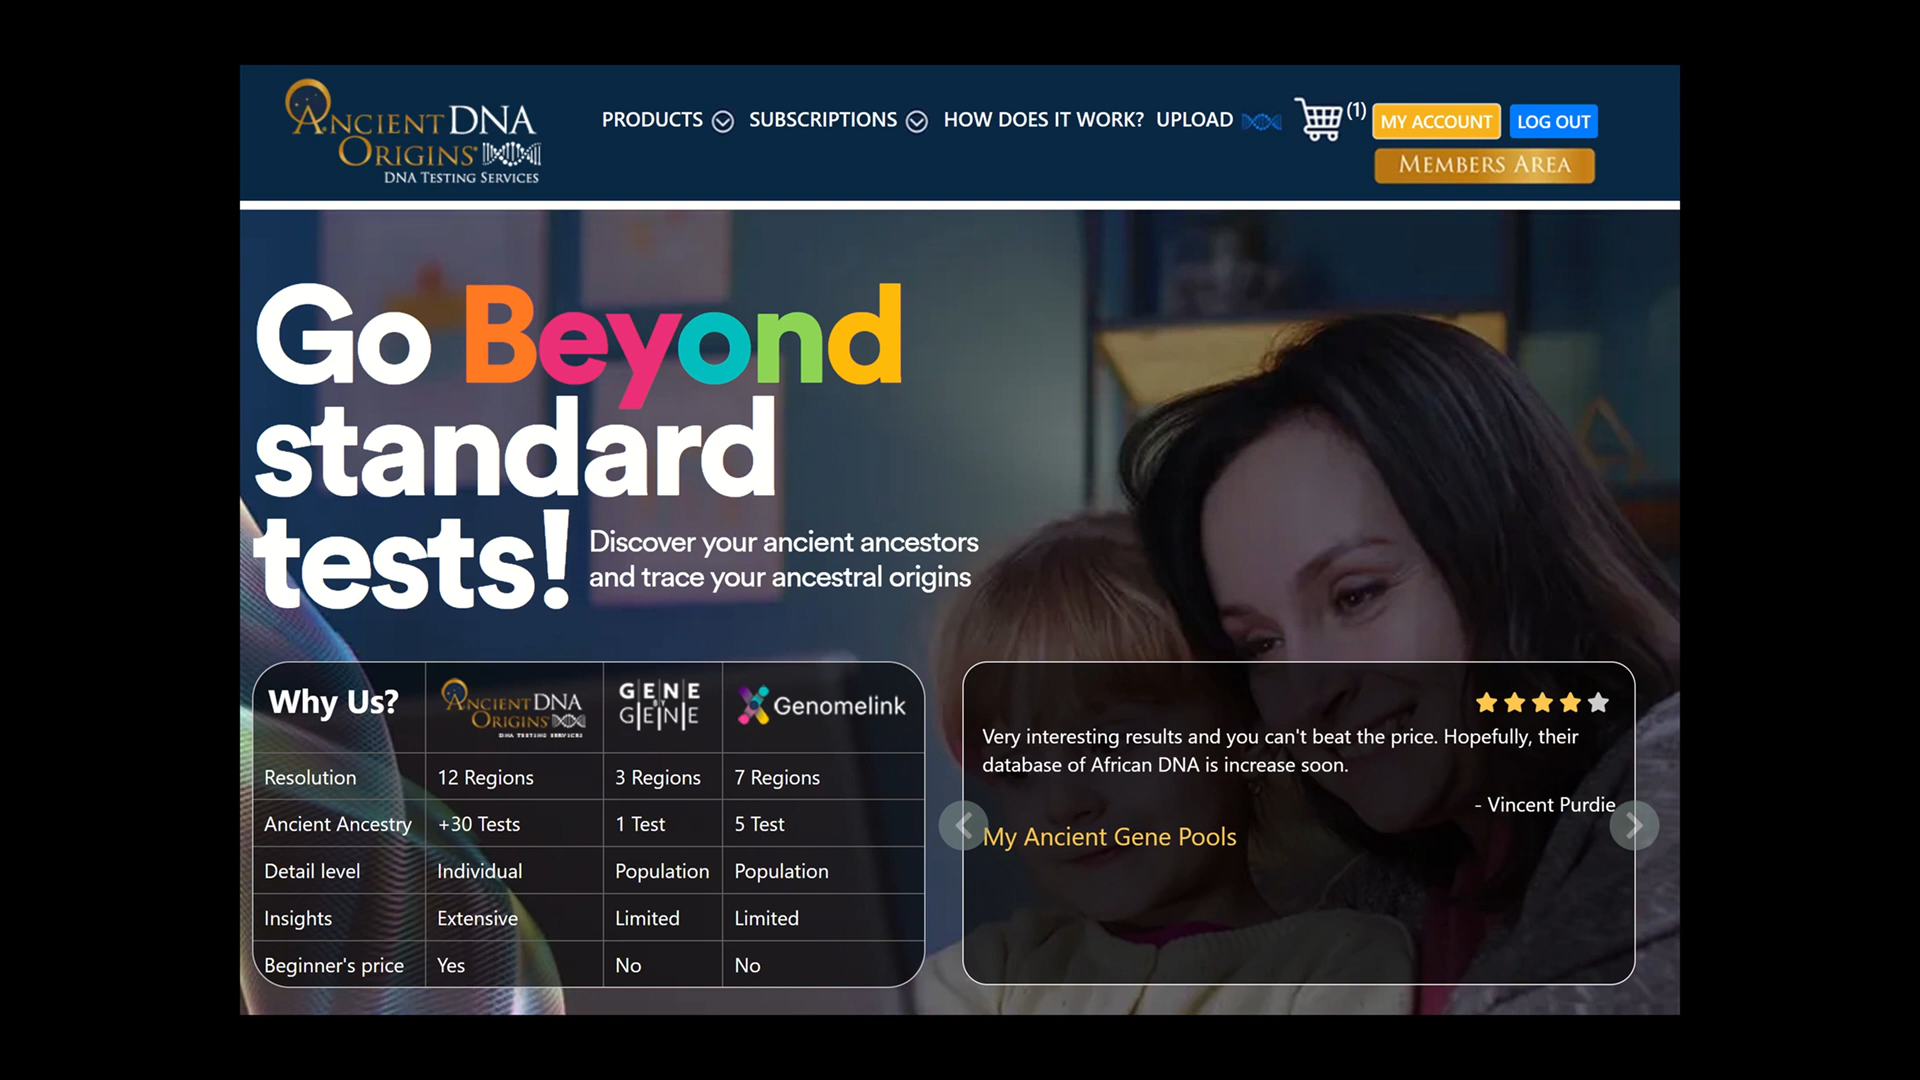 ANCIENT DNA
ORIGINS®
DNA TESTING SERVICES
PRODUCTS SUBSCRIPTIONS HOW DOES IT WORK? UPLOAD (1) MY ACCOUNT LOG OUT
MEMBERS AREA
Go Beyond
standard
tests!
Discover your ancient ancestors
and trace your ancestral origins
Why Us? ANCIENT DNA ORIGINS® DNA TESTING SERVICES GENE BY GENE Genomelink
Resolution 12 Regions 3 Regions 7 Regions
Ancient Ancestry +30 Tests 1 Test 5 Test
Detail level Individual Population Population
Insights Extensive Limited Limited
Beginner's price Yes No No
Very interesting results and you can't beat the price. Hopefully, their
database of African DNA is increase soon.
- Vincent Purdie
My Ancient Gene Pools